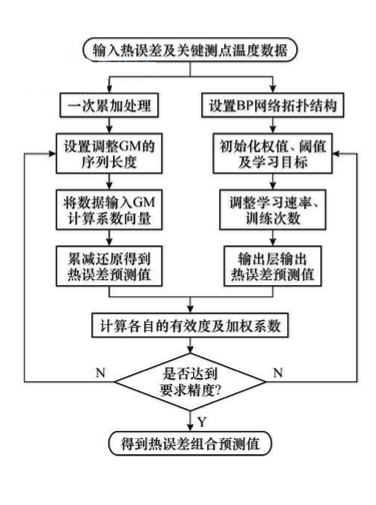 输入热误差及关键测点温度数据
一次累加处理
设置BP网络拓扑结构
设置调整GM的
序列长度
初始化权值、阈值
及学习目标
将数据输入GM
计算系数向量
调整学习速率、
训练次数
累减还原得到
热误差预测值
输出层输出
热误差预测值
计算各自的有效度及加权系数
N
是否达到
要求精度?
N
Y
得到热误差组合预测值